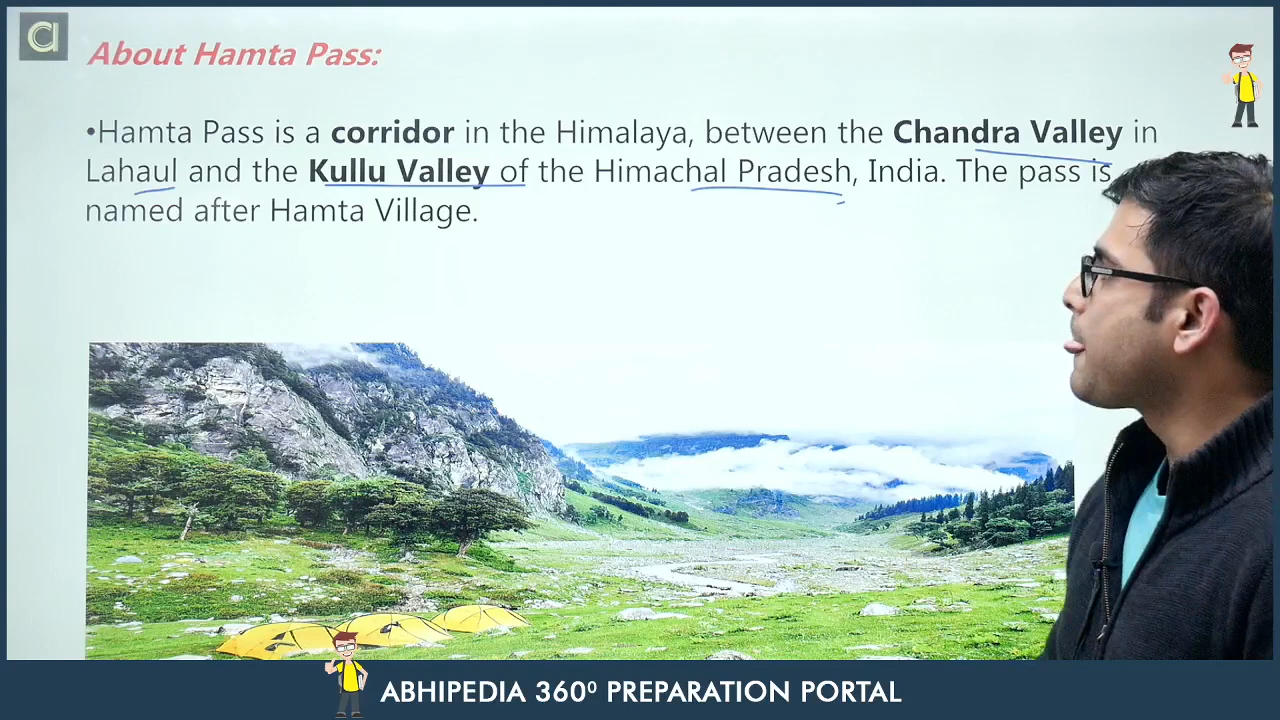 About Hamta Pass:
•Hamta Pass is a corridor in the Himalaya, between the Chandra Valley in
Lahaul and the Kullu Valley of the Himachal Pradesh, India. The pass is
named after Hamta Village.
ABHIPEDIA 360⁰ PREPARATION PORTAL